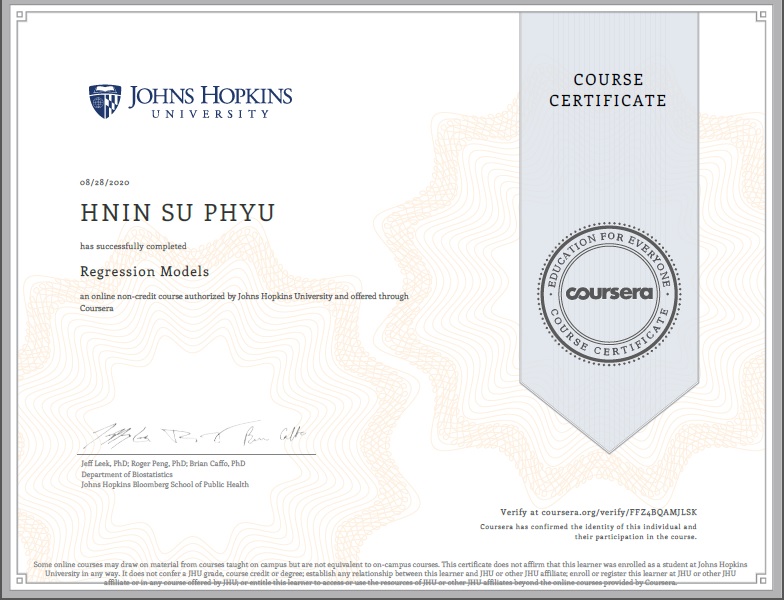 JOHNS HOPKINS
UNIVERSITY
COURSE
CERTIFICATE
08/28/2020
HNIN SU PHYU
has successfully completed
Regression Models
an online non-credit course authorized by Johns Hopkins University and offered through
Coursera
EDUCATION FOR EVERYONE
coursera
COURSE CERTIFICATE
Jeff Leek, PhD; Roger Peng, PhD; Brian Caffo, PhD
Department of Biostatistics
Johns Hopkins Bloomberg School of Public Health
Verify at coursera.org/verify/FFZ4BQAMJLSK
Coursera has confirmed the identity of this individual and
their participation in the course.
Some online courses may draw on material from courses taught on campus but are not equivalent to on-campus courses. This certificate does not affirm that this learner was enrolled as a student at Johns Hopkins
University in any way. It does not confer a JHU grade, course credit or degree; establish any relationship between this learner and JHU or other JHU affiliate; enroll or register this learner at JHU or other JHU
affiliate or in any course offered by JHU; or entitle this learner to access or use the resources of JHU or other JHU affiliates beyond the online courses provided by Coursera.